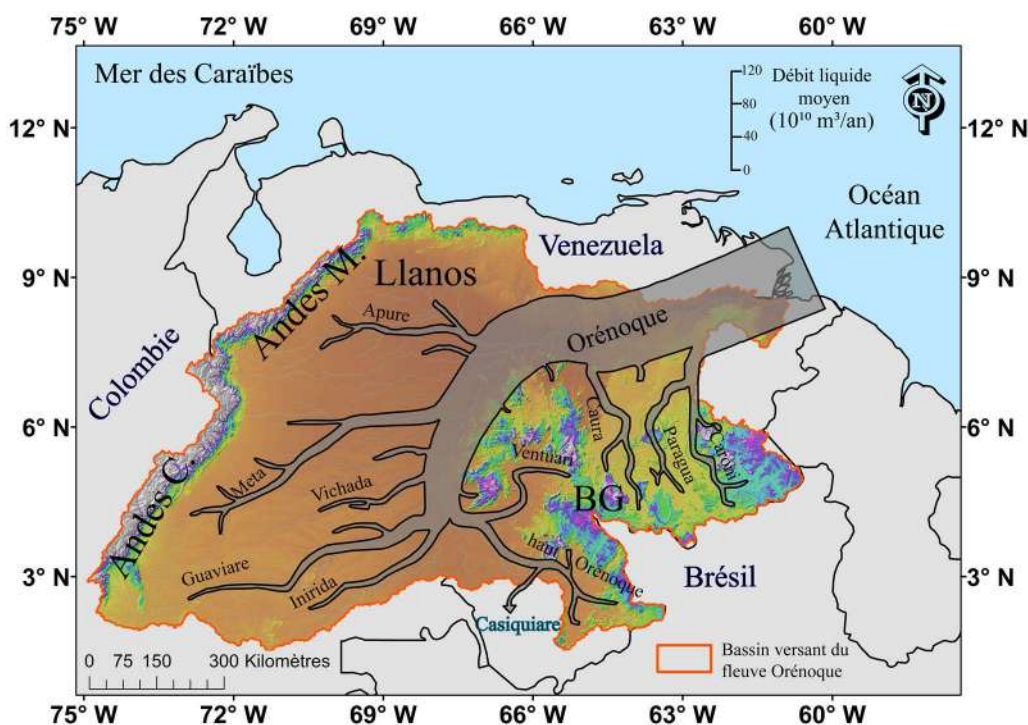 75° W 72° W 69° W 66° W 63° W 60° W
Mer des Caraïbes
120
80
40
0
Débit liquide
moyen
(10¹⁰ m³/an)
N
12° N 12° N
Océan
Atlantique
Venezuela
9° N 9° N
Llanos
Andes M.
Apure
Orénoque
Colombie
6° N 6° N
Caura
Paragua
Caroni
Ventuari
Meta
Vichada
BG
Andes C.
haut Orénoque
Guaviare
Inirida
Brésil
3° N 3° N
Casiquiare
0 75 150 300 Kilomètres
Bassin versant du
fleuve Orénoque
75° W 72° W 69° W 66° W 63° W 60° W